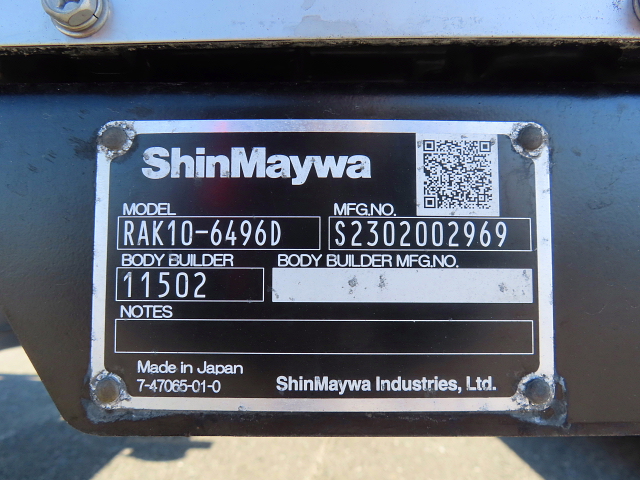 ShinMaywa
MODEL MFG.NO.
RAK10-6496D S2302002969
BODY BUILDER BODY BUILDER MFG.NO.
11502
NOTES
Made in Japan
7-47065-01-0 ShinMaywa Industries, Ltd.